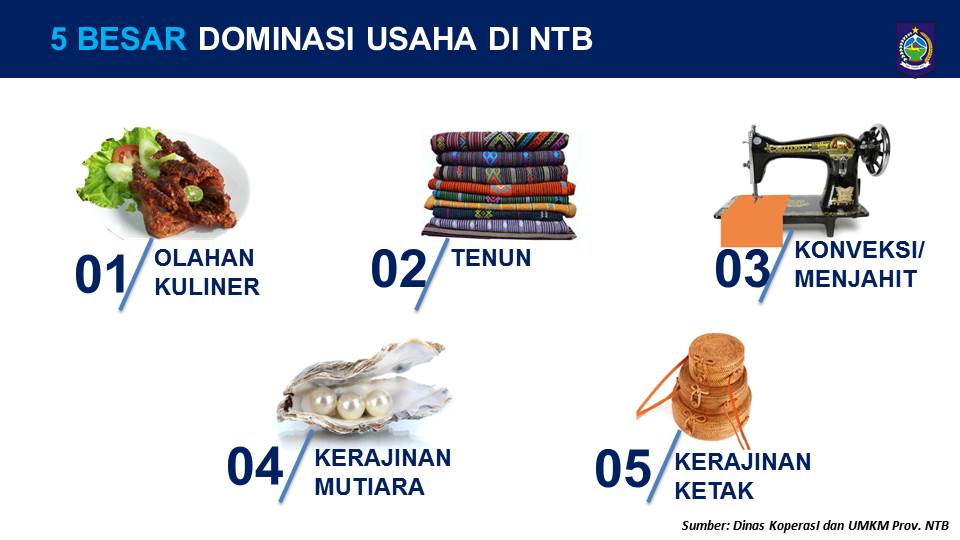 5 BESAR DOMINASI USAHA DI NTB
01 OLAHAN
KULINER
02 TENUN
03 KONVEKSI/
MENJAHIT
04 KERAJINAN
MUTIARA
05 KERAJINAN
KETAK
Sumber: Dinas KoperasI dan UMKM Prov. NTB